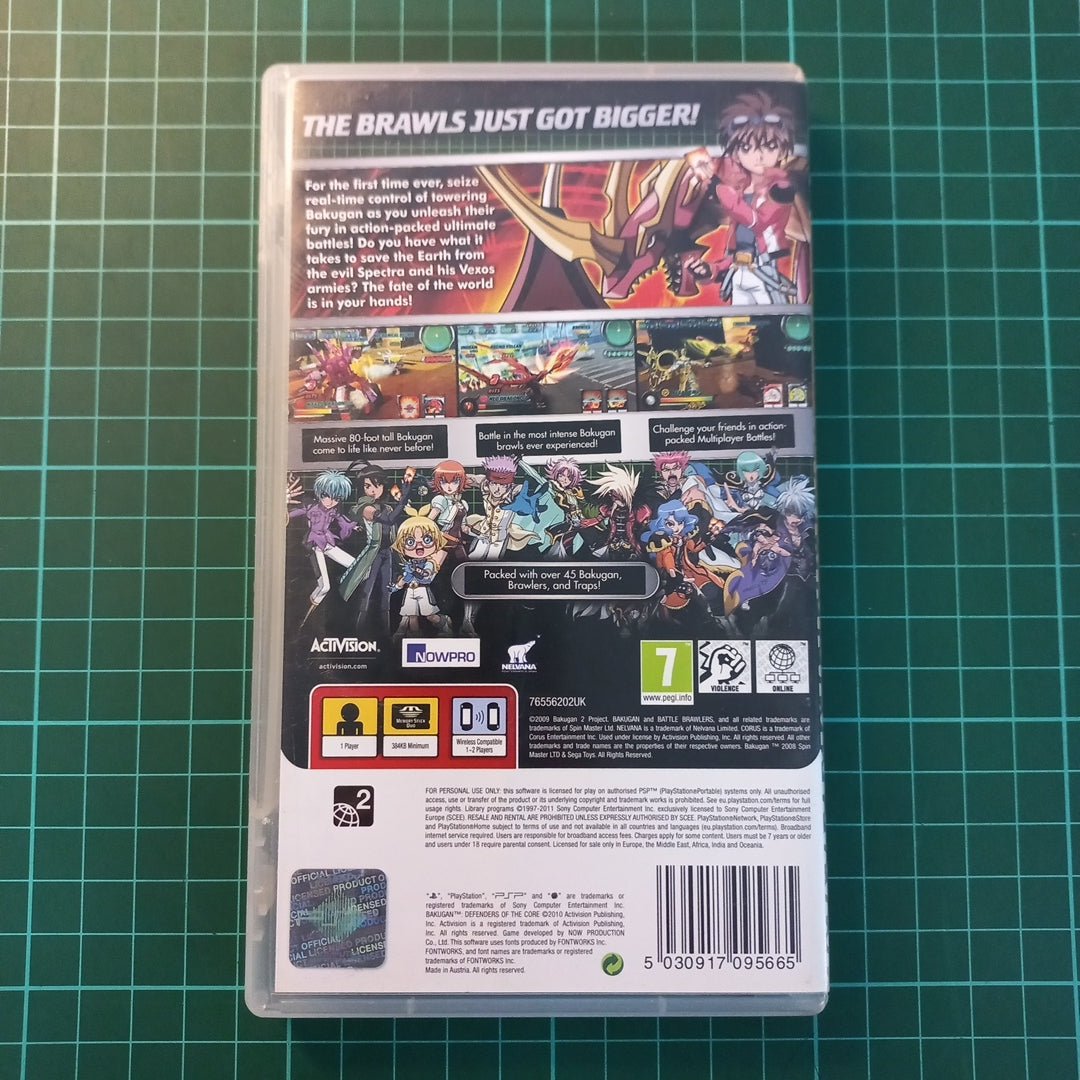 THE BRAWLS JUST GOT BIGGER!
For the first time ever, seize
real-time control of towering
Bakugan as you unleash their
fury in action-packed ultimate
battles! Do you have what it
takes to save the Earth from
the evil Spectra and his Vexos
armies? The fate of the world
is in your hands!
Massive 80-foot tall Bakugan
come to life like never before!
Battle in the most intense Bakugan
brawls ever experienced!
Challenge your friends in action-
packed Multiplayer Battles!
Packed with over 45 Bakugan,
Brawlers, and Traps!
ACTIVISION.
activision.com
NOWPRO
NELVANA
7
www.pegi.info
VIOLENCE
ONLINE
76556202UK
1 Player
MEMORY STICK
DUO
384KB Minimum
Wireless Compatible
1-2 Players
©2009 Bakugan 2 Project. BAKUGAN and BATTLE BRAWLERS, and all related trademarks are
trademarks of Spin Master Ltd. NELVANA is a trademark of Nelvana Limited. CORUS is a trademark of
Corus Entertainment Inc. Used under license by Activision Publishing, Inc. All rights reserved. All other
trademarks and trade names are the properties of their respective owners. Bakugan ™ 2008 Spin
Master LTD & Sega Toys. All Rights Reserved.
2
FOR PERSONAL USE ONLY: this software is licensed for play on authorised PSP™ (PlayStation®Portable) systems only. All unauthorised
access, use or transfer of the product or its underlying copyright and trademark works is prohibited. See eu.playstation.com/terms for full
usage rights. Library programs ©1997-2011 Sony Computer Entertainment Inc. exclusively licensed to Sony Computer Entertainment
Europe (SCEE). RESALE AND RENTAL ARE PROHIBITED UNLESS EXPRESSLY AUTHORISED BY SCEE. PlayStation®Network, PlayStation®Store
and PlayStation®Home subject to terms of use and not available in all countries and languages (eu.playstation.com/terms). Broadband
internet service required. Users are responsible for broadband access fees. Charges apply for some content. Users must be 7 years or older
and users under 18 require parental consent. Licensed for sale only in Europe, the Middle East, Africa, India and Oceania.
OFFICIAL LICENSED PRODUCT
" ", "PlayStation", "PSP" and " " are trademarks or
registered trademarks of Sony Computer Entertainment Inc.
BAKUGAN™: DEFENDERS OF THE CORE ©2010 Activision Publishing,
Inc. Activision is a registered trademark of Activision Publishing,
Inc. All rights reserved. Game developed by NOW PRODUCTION
Co., Ltd. This software uses fonts produced by FONTWORKS Inc.
FONTWORKS, and font names are trademarks or registered
trademarks of FONTWORKS Inc.
Made in Austria. All rights reserved.
5 030917 095665